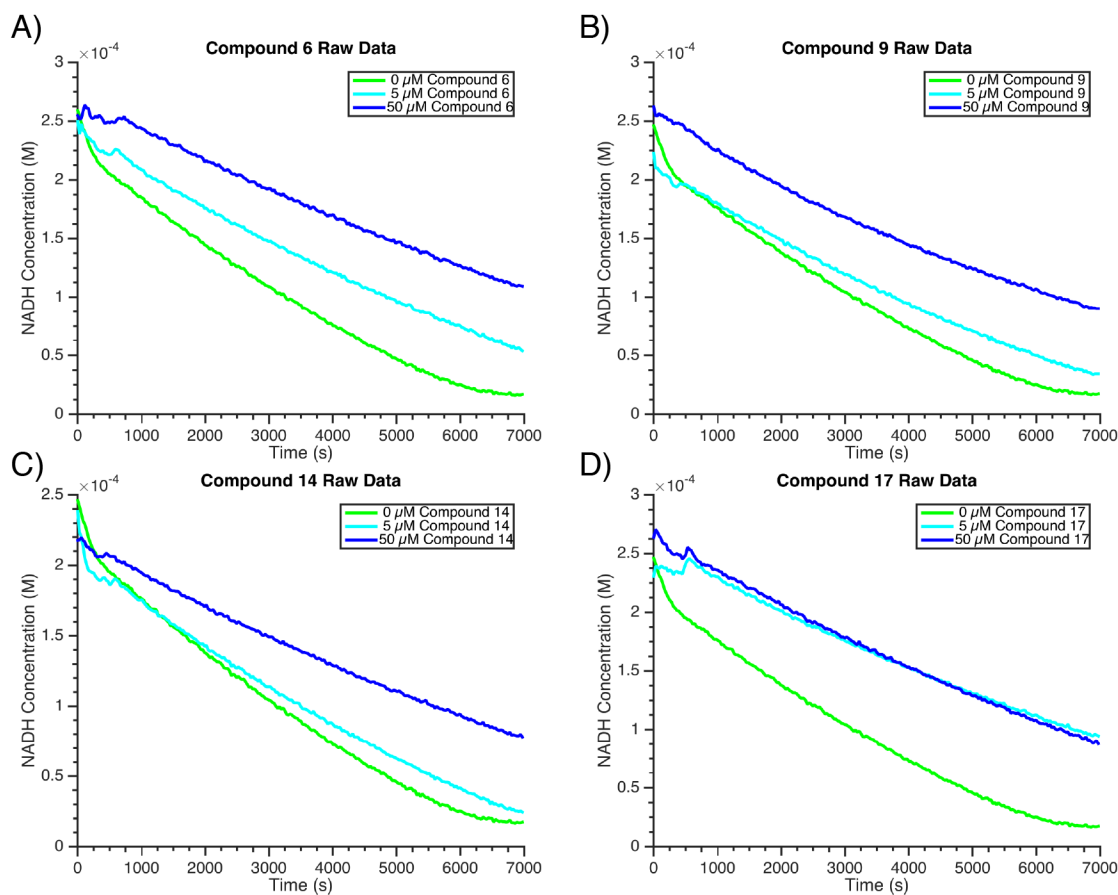 A)
Compound 6 Raw Data
×10⁻⁴
0 µM Compound 6
5 µM Compound 6
50 µM Compound 6
3
2.5
2
1.5
1
0.5
0
NADH Concentration (M)
0 1000 2000 3000 4000 5000 6000 7000
Time (s)
B)
Compound 9 Raw Data
×10⁻⁴
0 µM Compound 9
5 µM Compound 9
50 µM Compound 9
3
2.5
2
1.5
1
0.5
0
NADH Concentration (M)
0 1000 2000 3000 4000 5000 6000 7000
Time (s)
C)
Compound 14 Raw Data
×10⁻⁴
0 µM Compound 14
5 µM Compound 14
50 µM Compound 14
2.5
2
1.5
1
0.5
0
NADH Concentration (M)
0 1000 2000 3000 4000 5000 6000 7000
Time (s)
D)
Compound 17 Raw Data
×10⁻⁴
0 µM Compound 17
5 µM Compound 17
50 µM Compound 17
3
2.5
2
1.5
1
0.5
0
NADH Concentration (M)
0 1000 2000 3000 4000 5000 6000 7000
Time (s)